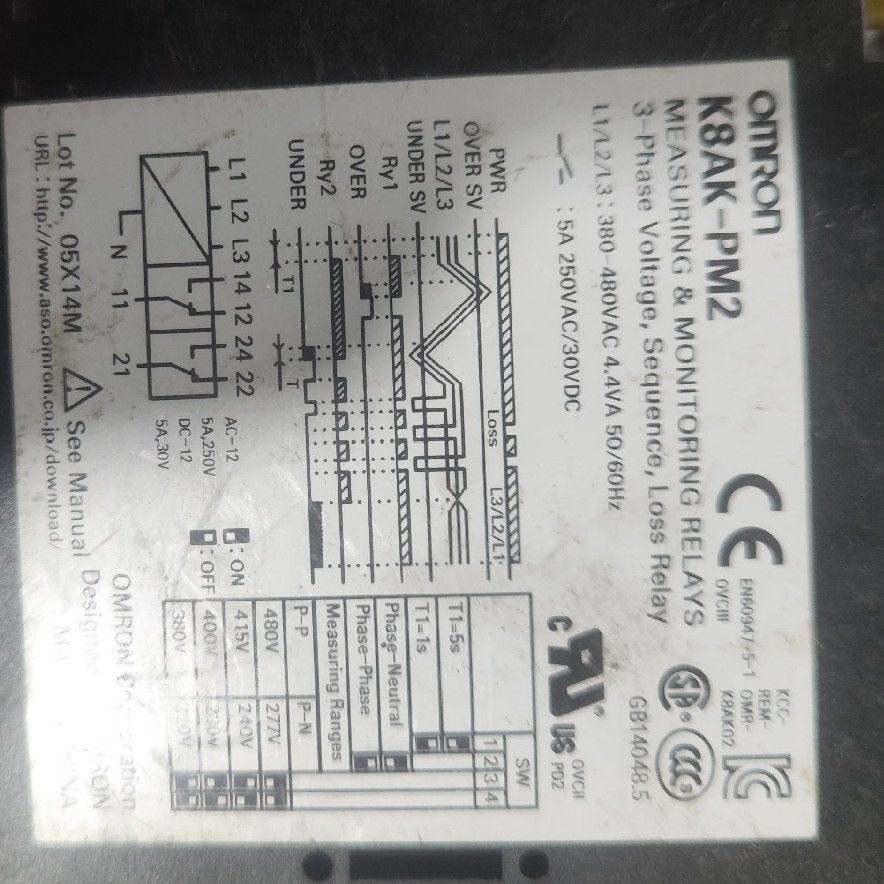 OMRON
K8AK-PM2
MEASURING & MONITORING RELAYS
3-Phase Voltage, Sequence, Loss Relay
L1/L2/L3 : 380-480VAC 4.4VA 50/60Hz
: 5A 250VAC/30VDC
CE
EN60947-5-1
OVCIII
KCC-
REM-
OMR-
K8AK02
GB14048.5
c UR US
OVCII
PD2
PWR
OVER SV
L1/L2/L3
UNDER SV
Ry1
OVER
Ry2
UNDER
Loss
L3/L2/L1
T1
T
SW
1 2 3 4
T1=5s
T1=1s
Phase-Neutral
Phase-Phase
Measuring Ranges
P-P P-N
480V 277V
415V 240V
400V 230V
380V
: ON
: OFF
L1 L2 L3 14 12 24 22
N 11 21
AC-12
5A,250V
DC-12
5A,30V
Lot No. 05X14M
See Manual
URL : http://www.aso.omron.co.jp/download/
OMRON